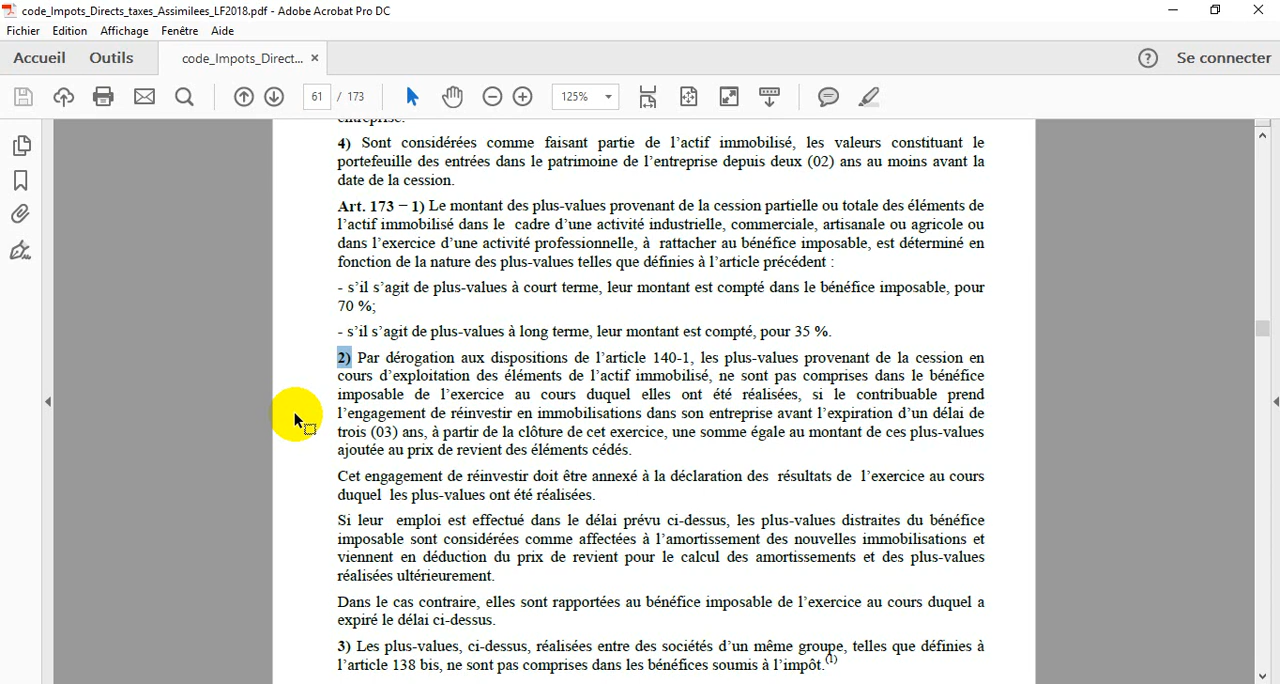 code_Impots_Directs_taxes_Assimilees_LF2018.pdf - Adobe Acrobat Pro DC
Fichier Edition Affichage Fenêtre Aide
Accueil Outils code_Impots_Direct... × ? Se connecter
61 / 173 125%
entreprise.
4) Sont considérées comme faisant partie de l’actif immobilisé, les valeurs constituant le
portefeuille des entrées dans le patrimoine de l’entreprise depuis deux (02) ans au moins avant la
date de la cession.
Art. 173 – 1) Le montant des plus-values provenant de la cession partielle ou totale des éléments de
l’actif immobilisé dans le cadre d’une activité industrielle, commerciale, artisanale ou agricole ou
dans l’exercice d’une activité professionnelle, à rattacher au bénéfice imposable, est déterminé en
fonction de la nature des plus-values telles que définies à l’article précédent :
- s’il s’agit de plus-values à court terme, leur montant est compté dans le bénéfice imposable, pour
70 %;
- s’il s’agit de plus-values à long terme, leur montant est compté, pour 35 %.
2) Par dérogation aux dispositions de l’article 140-1, les plus-values provenant de la cession en
cours d’exploitation des éléments de l’actif immobilisé, ne sont pas comprises dans le bénéfice
imposable de l’exercice au cours duquel elles ont été réalisées, si le contribuable prend
l’engagement de réinvestir en immobilisations dans son entreprise avant l’expiration d’un délai de
trois (03) ans, à partir de la clôture de cet exercice, une somme égale au montant de ces plus-values
ajoutée au prix de revient des éléments cédés.
Cet engagement de réinvestir doit être annexé à la déclaration des résultats de l’exercice au cours
duquel les plus-values ont été réalisées.
Si leur emploi est effectué dans le délai prévu ci-dessus, les plus-values distraites du bénéfice
imposable sont considérées comme affectées à l’amortissement des nouvelles immobilisations et
viennent en déduction du prix de revient pour le calcul des amortissements et des plus-values
réalisées ultérieurement.
Dans le cas contraire, elles sont rapportées au bénéfice imposable de l’exercice au cours duquel a
expiré le délai ci-dessus.
3) Les plus-values, ci-dessus, réalisées entre des sociétés d’un même groupe, telles que définies à
l’article 138 bis, ne sont pas comprises dans les bénéfices soumis à l’impôt.(1)